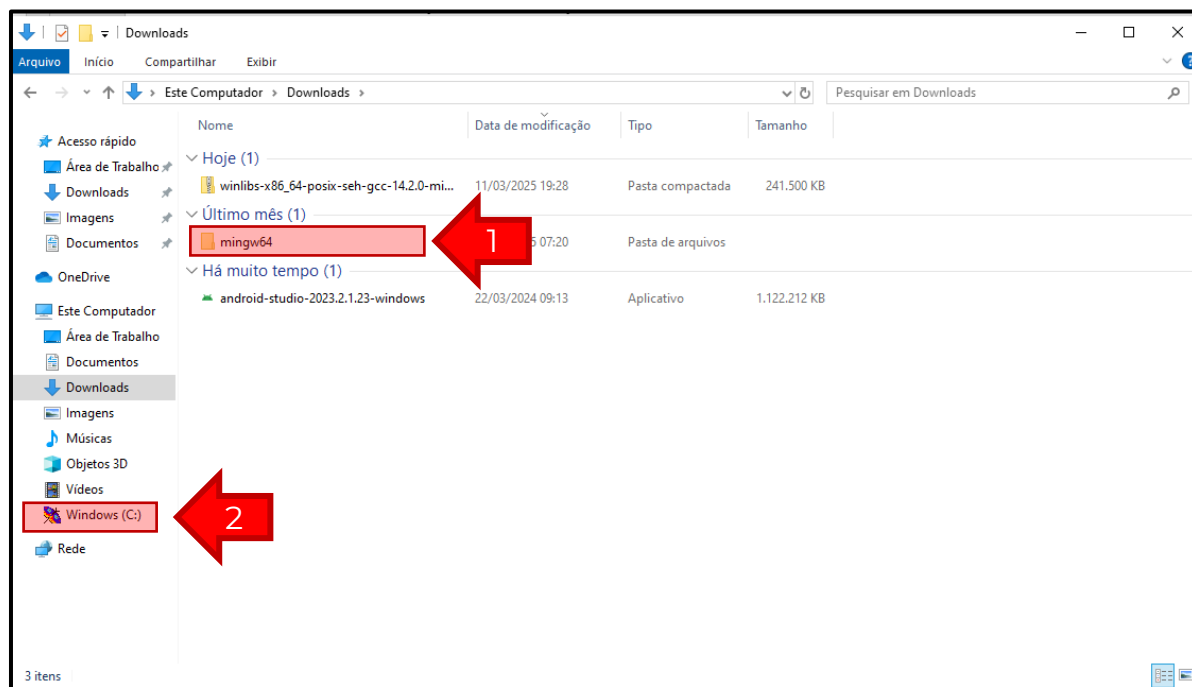 Downloads
Arquivo Início Compartilhar Exibir
Este Computador > Downloads > Pesquisar em Downloads
Nome Data de modificação Tipo Tamanho
Acesso rápido
Área de Trabalho
Downloads
Imagens
Documentos
OneDrive
Este Computador
Área de Trabalho
Documentos
Downloads
Imagens
Músicas
Objetos 3D
Vídeos
Windows (C:)
Rede
Hoje (1)
winlibs-x86_64-posix-seh-gcc-14.2.0-mi... 11/03/2025 19:28 Pasta compactada 241.500 KB
Último mês (1)
mingw64 5 07:20 Pasta de arquivos
1
Há muito tempo (1)
android-studio-2023.2.1.23-windows 22/03/2024 09:13 Aplicativo 1.122.212 KB
2
3 itens